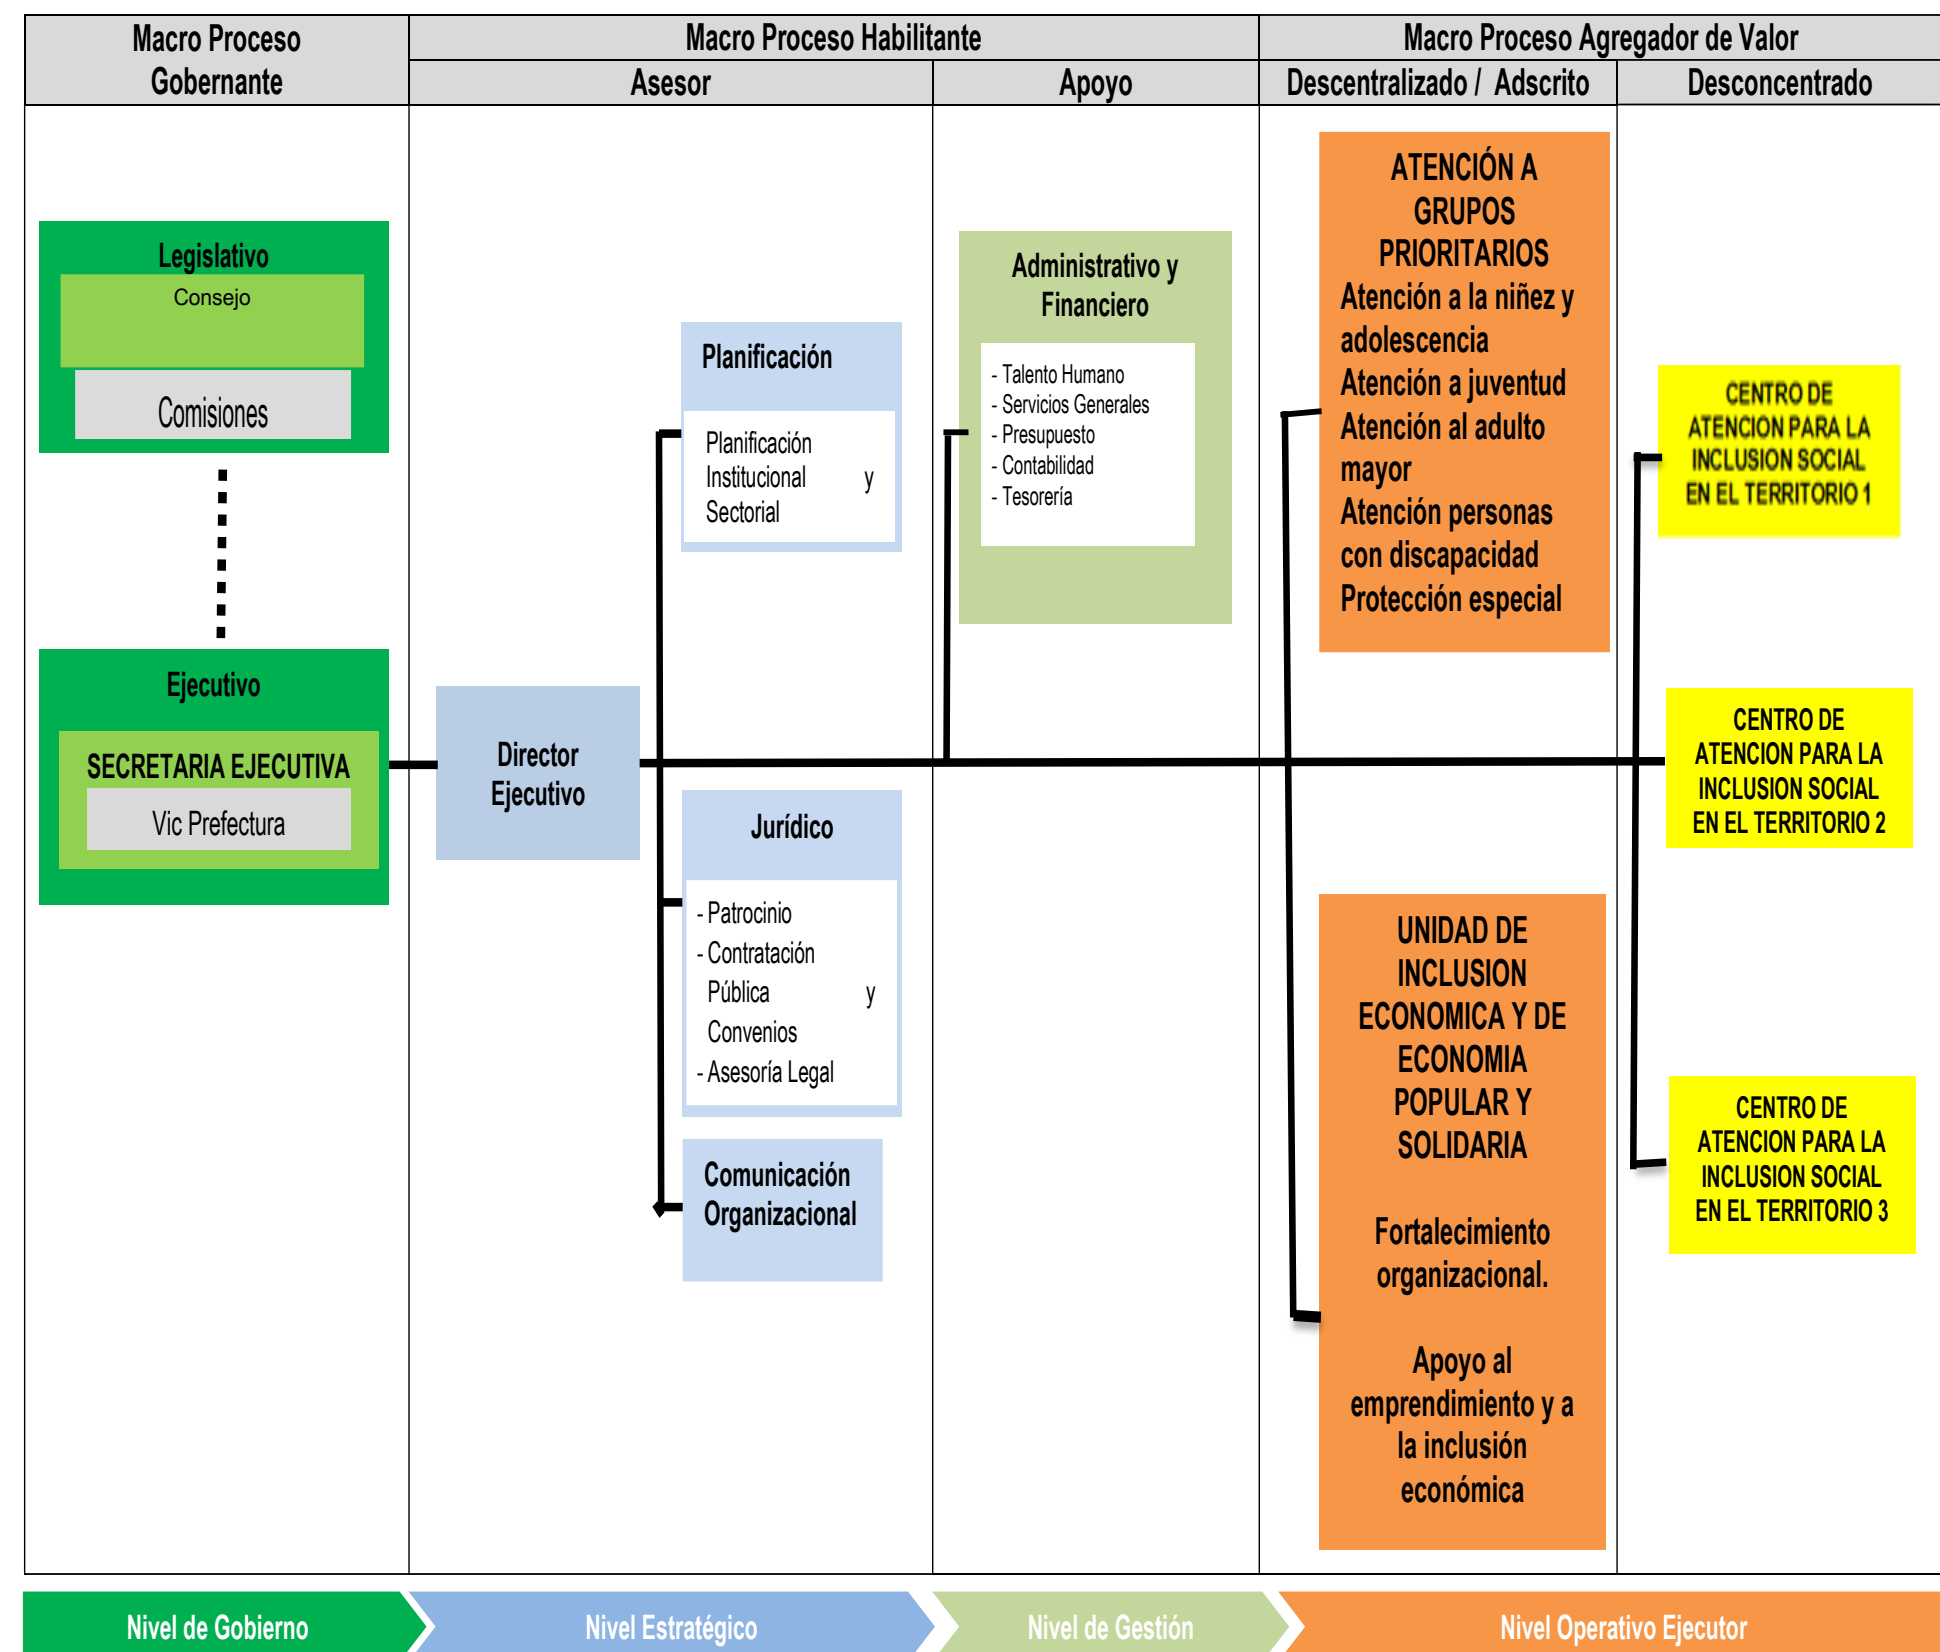 Macro Proceso
Gobernante
Macro Proceso Habilitante
Macro Proceso Agregador de Valor
Asesor
Apoyo
Descentralizado / Adscrito
Desconcentrado
Legislativo
Consejo
Comisiones
Ejecutivo
SECRETARIA EJECUTIVA
Vic Prefectura
Director
Ejecutivo
Planificación
Planificación
Institucional y
Sectorial
Jurídico
- Patrocinio
- Contratación
Pública y
Convenios
- Asesoría Legal
Comunicación
Organizacional
Administrativo y
Financiero
- Talento Humano
- Servicios Generales
- Presupuesto
- Contabilidad
- Tesorería
ATENCIÓN A
GRUPOS
PRIORITARIOS
Atención a la niñez y
adolescencia
Atención a juventud
Atención al adulto
mayor
Atención personas
con discapacidad
Protección especial
UNIDAD DE
INCLUSION
ECONOMICA Y DE
ECONOMIA
POPULAR Y
SOLIDARIA
Fortalecimiento
organizacional.
Apoyo al
emprendimiento y a
la inclusión
económica
CENTRO DE
ATENCION PARA LA
INCLUSION SOCIAL
EN EL TERRITORIO 1
CENTRO DE
ATENCION PARA LA
INCLUSION SOCIAL
EN EL TERRITORIO 2
CENTRO DE
ATENCION PARA LA
INCLUSION SOCIAL
EN EL TERRITORIO 3
Nivel de Gobierno
Nivel Estratégico
Nivel de Gestión
Nivel Operativo Ejecutor